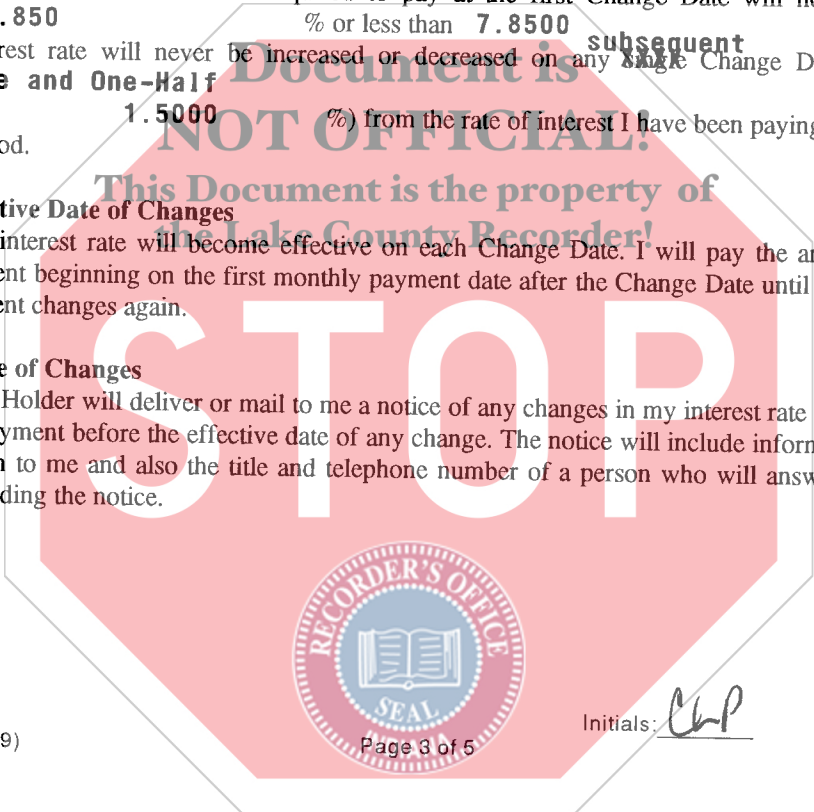 .850 % or less than 7.8500
rest rate will never be increased or decreased on any single subsequent Change D
e and One-Half
1.5000 %) from the rate of interest I have been paying
od.
tive Date of Changes
interest rate will become effective on each Change Date. I will pay the a
ent beginning on the first monthly payment date after the Change Date until
ent changes again.
e of Changes
Holder will deliver or mail to me a notice of any changes in my interest rate
yment before the effective date of any change. The notice will include inform
n to me and also the title and telephone number of a person who will answ
ding the notice.
Document is
NOT OFFICIAL!
This Document is the property of
the Lake County Recorder!
STOP
RECORDER'S OFFICE
SEAL
INDIANA
Initials:
9)
Page 3 of 5